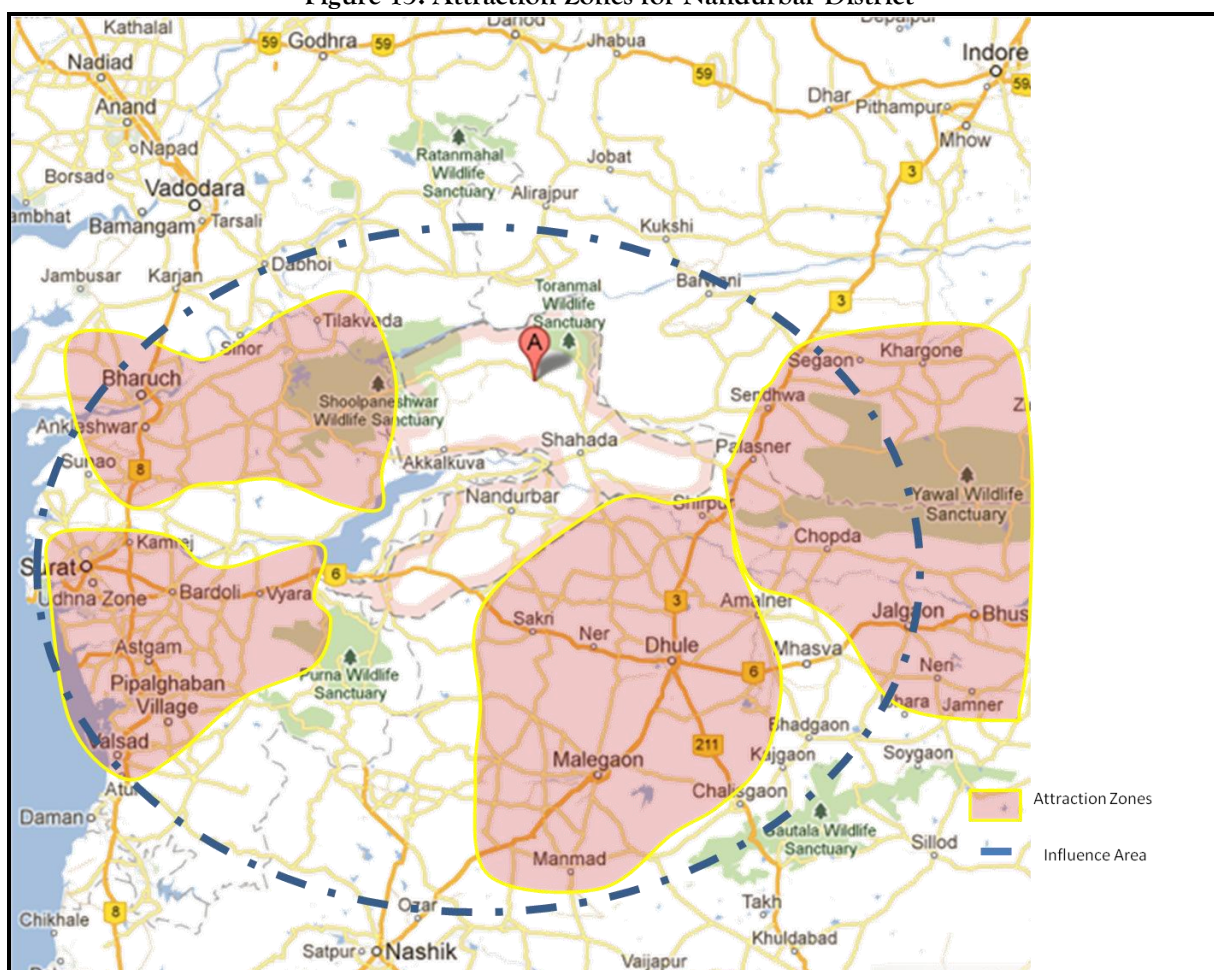 Figure 13: Attraction Zones for Nandurbar District
Kathalal
59
Godhra
59
Dahod
Jhabua
Depalpur
Indore
Nadiad
59
59
Anand
Dhar
Pithampur
Mhow
Napad
Ratanmahal
Wildlife
Sanctuary
Jobat
3
Borsad
Vadodara
Alirajpur
ambhat
Bamangam
Tarsali
Kukshi
Dabhoi
Jambusar
Karjan
Toranmal
Wildlife
Sanctuary
Barwani
3
Tilakvada
A
Sinor
Segaon
Khargone
Bharuch
Shoolpaneshwar
Wildlife Sanctuary
Sendhwa
Ankleshwar
Shahada
Palasner
Sunao
8
Akkalkuva
Nandurbar
Shirpur
Yawal Wildlife
Sanctuary
Kamrej
Chopda
Surat
6
Udhna Zone
Bardoli
Vyara
3
Amalner
Jalgaon
Bhus
Sakri
Ner
Dhule
Astgam
Mhasva
6
Purna Wildlife
Sanctuary
Neri
Pipalghaban
Village
Jamner
Bhadgaon
Valsad
211
Malegaon
Kajgaon
Soygaon
Atul
Chalisgaon
Attraction Zones
Daman
Gautala Wildlife
Sanctuary
Sillod
Influence Area
Manmad
Chikhale
8
Ozar
Takh
Satpur
Nashik
Khuldabad
Vaijapur